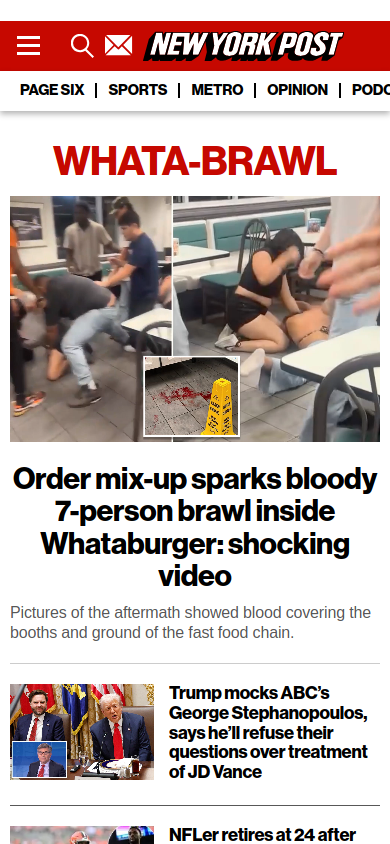 NEW YORK POST
PAGE SIX
SPORTS
METRO
OPINION
PODC
WHATA-BRAWL
Order mix-up sparks bloody
7-person brawl inside
Whataburger: shocking
video
Pictures of the aftermath showed blood covering the
booths and ground of the fast food chain.
Trump mocks ABC’s
George Stephanopoulos,
says he’ll refuse their
questions over treatment
of JD Vance
NFLer retires at 24 after